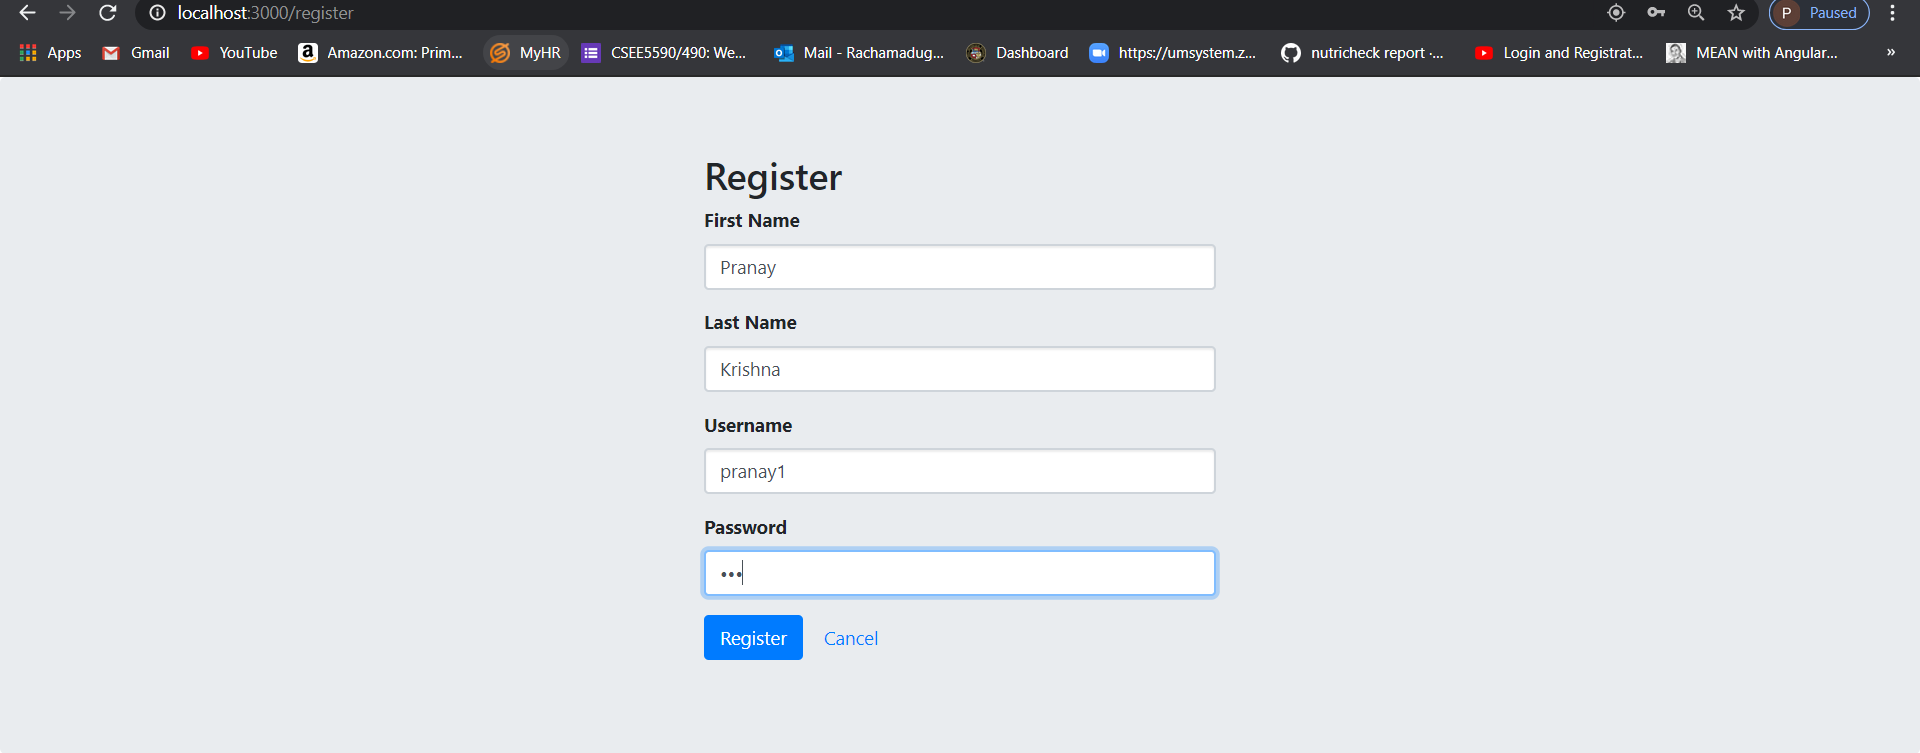 localhost:3000/register
P Paused
Apps Gmail YouTube a Amazon.com: Prim... MyHR CSEE5590/490: We... Mail - Rachamadug... Dashboard https://umsystem.z... nutricheck report ·... Login and Registrat... MEAN with Angular... »
Register
First Name
Pranay
Last Name
Krishna
Username
pranay1
Password
•••
Register Cancel